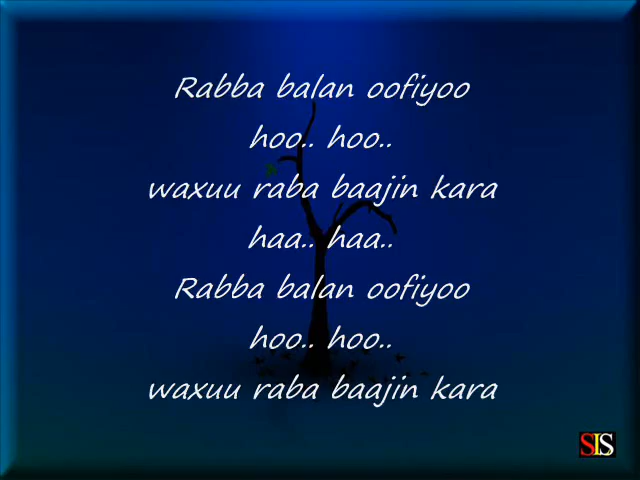 Rabba balan oofiyoo
hoo.. hoo..
waxuu raba baajin kara
haa.. haa..
Rabba balan oofiyoo
hoo.. hoo..
waxuu raba baajin kara
SIS